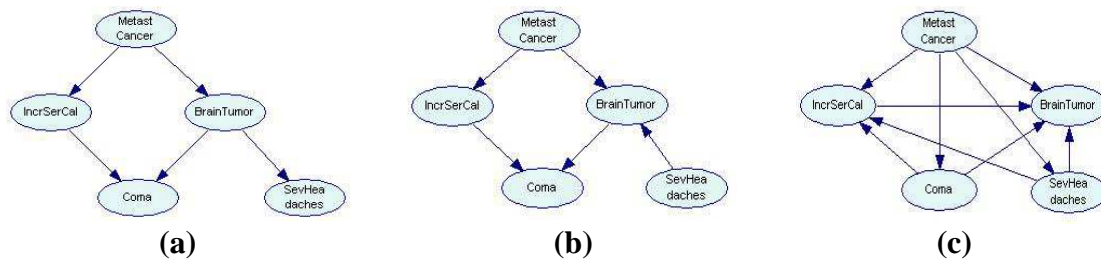 Metast
Cancer
IncrSerCal
BrainTumor
Coma
SevHea
daches
(a)
Metast
Cancer
IncrSerCal
BrainTumor
Coma
SevHea
daches
(b)
Metast
Cancer
IncrSerCal
BrainTumor
Coma
SevHea
daches
(c)